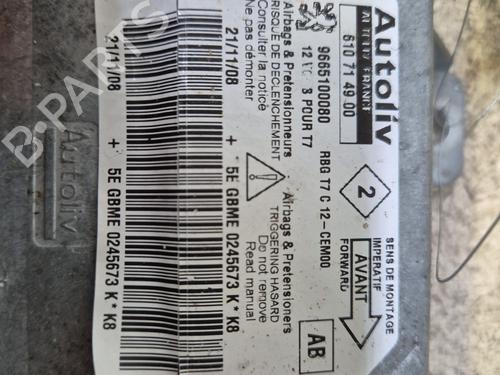 Autoliv
AUTOLIV FRANCE
610 71 49 00
9665100080
12 V. 3 POUR T7
RBG T7 C 12-CEM00
2
SENS DE MONTAGE
IMPERATIF
AVANT
FORWARD
Airbags & Pretensionneurs
RISQUE DE DECLENCHEMENT
Consulter la notice
Ne pas démonter
Airbags & Pretensioners
TRIGGERING HASARD
Do not remove
Read manual
AB
21/11/08
+ 5E GBME 0245673 K * K8
21/11/08
+ 5E GBME 0245673 K * K8
Autoliv
B-PARTS